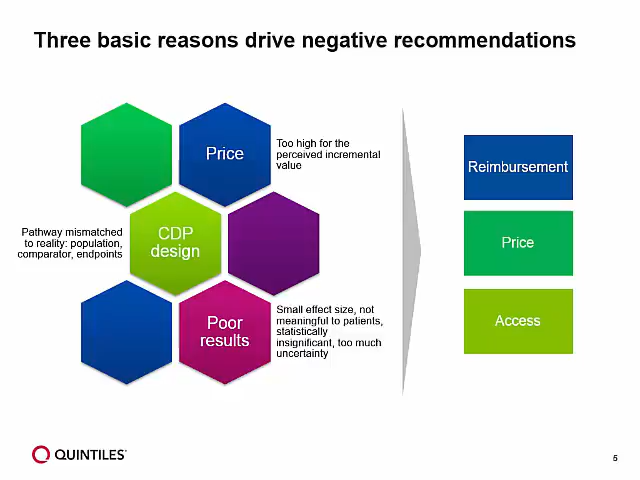 Three basic reasons drive negative recommendations
Price
Too high for the
perceived incremental
value
Pathway mismatched
to reality: population,
comparator, endpoints
CDP
design
Poor
results
Small effect size, not
meaningful to patients,
statistically
insignificant, too much
uncertainty
Reimbursement
Price
Access
QUINTILES
5